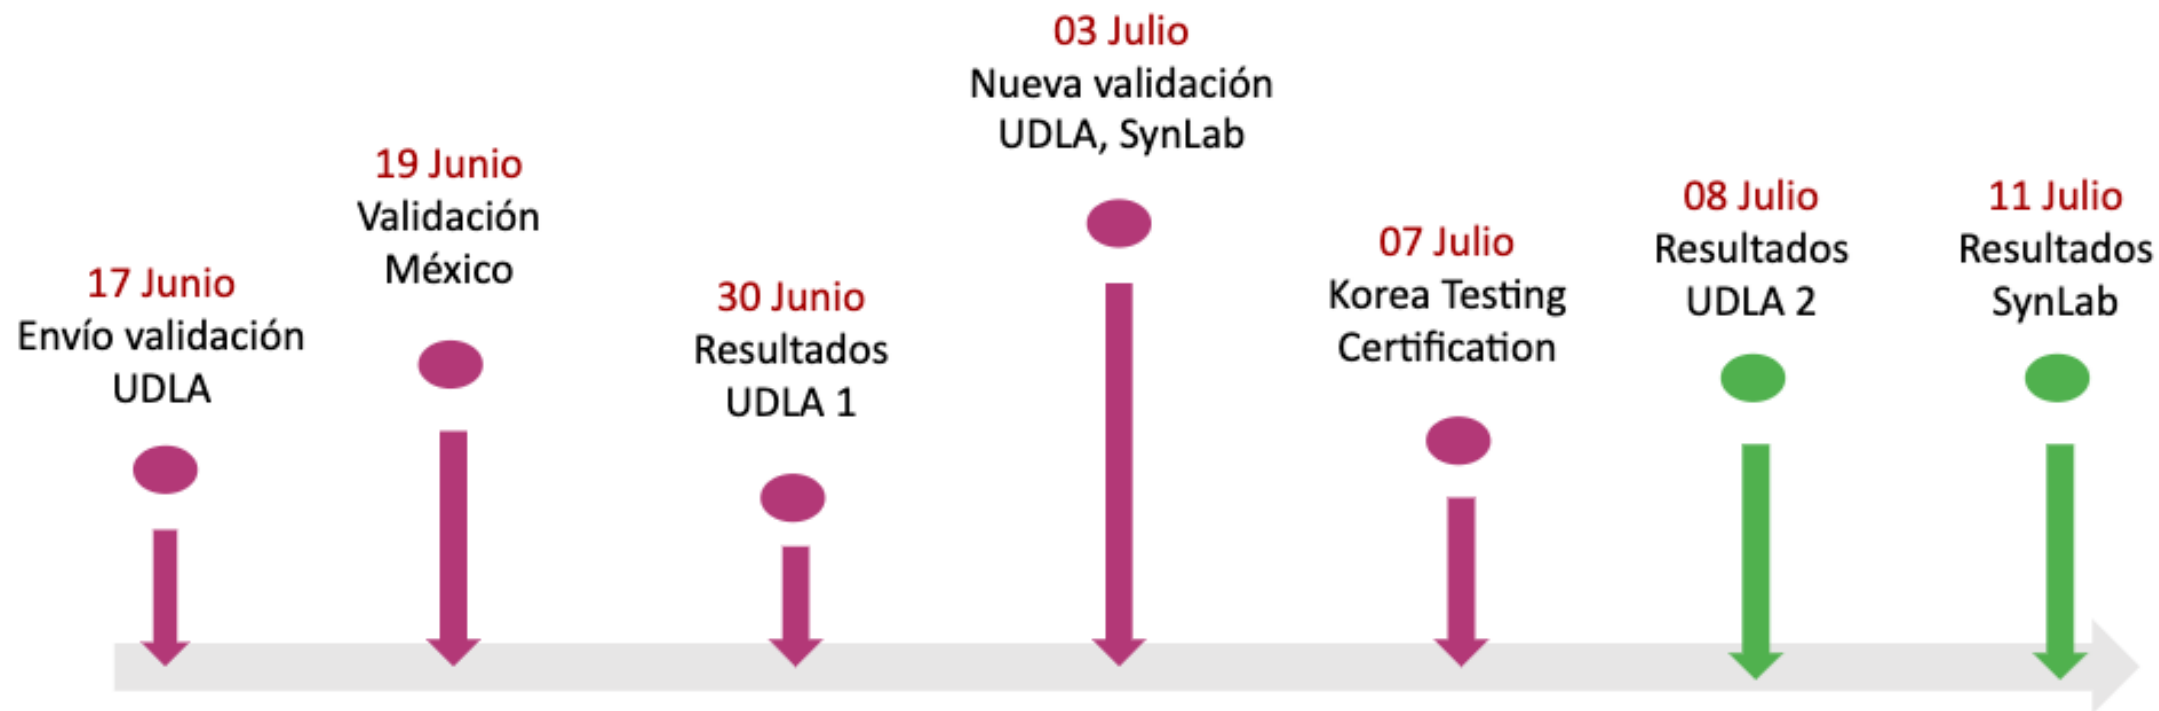 17 Junio
Envío validación
UDLA
19 Junio
Validación
México
30 Junio
Resultados
UDLA 1
03 Julio
Nueva validación
UDLA, SynLab
07 Julio
Korea Testing
Certification
08 Julio
Resultados
UDLA 2
11 Julio
Resultados
SynLab